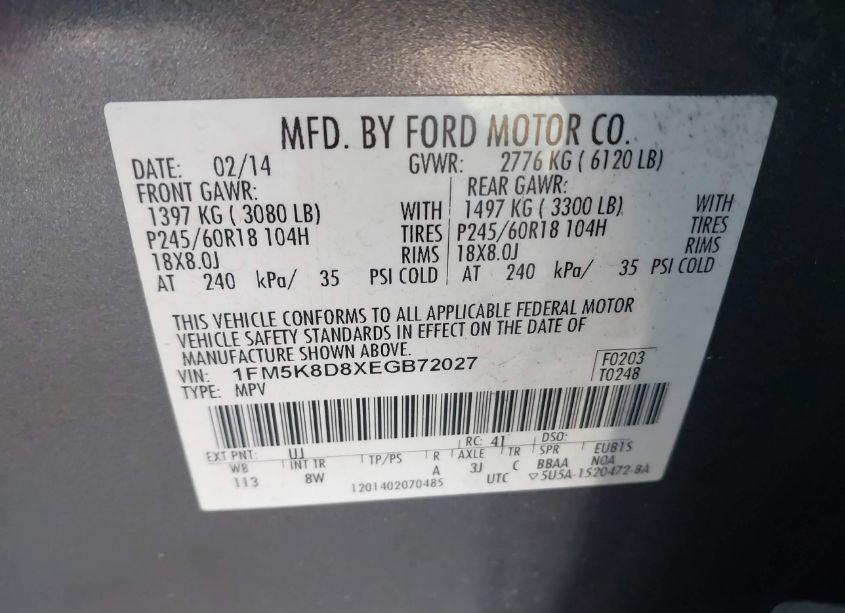 MFD. BY FORD MOTOR CO.
DATE: 02/14 GVWR: 2776 KG ( 6120 LB)
FRONT GAWR: REAR GAWR:
1397 KG ( 3080 LB) WITH 1497 KG ( 3300 LB) WITH
P245/60R18 104H TIRES P245/60R18 104H TIRES
18X8.0J RIMS 18X8.0J RIMS
AT 240 kPa/ 35 PSI COLD AT 240 kPa/ 35 PSI COLD
THIS VEHICLE CONFORMS TO ALL APPLICABLE FEDERAL MOTOR
VEHICLE SAFETY STANDARDS IN EFFECT ON THE DATE OF
MANUFACTURE SHOWN ABOVE.
VIN: 1FM5K8D8XEGB72027 F0203
TYPE: MPV T0248
EXT PNT: UJ RC: 41 DSO:
WB INT TR TP/PS R AXLE TR SPR EUB1S
113 8W A 3J C BBAA NOA
1201402070485 UTC ▽5U5A-1520472-BA